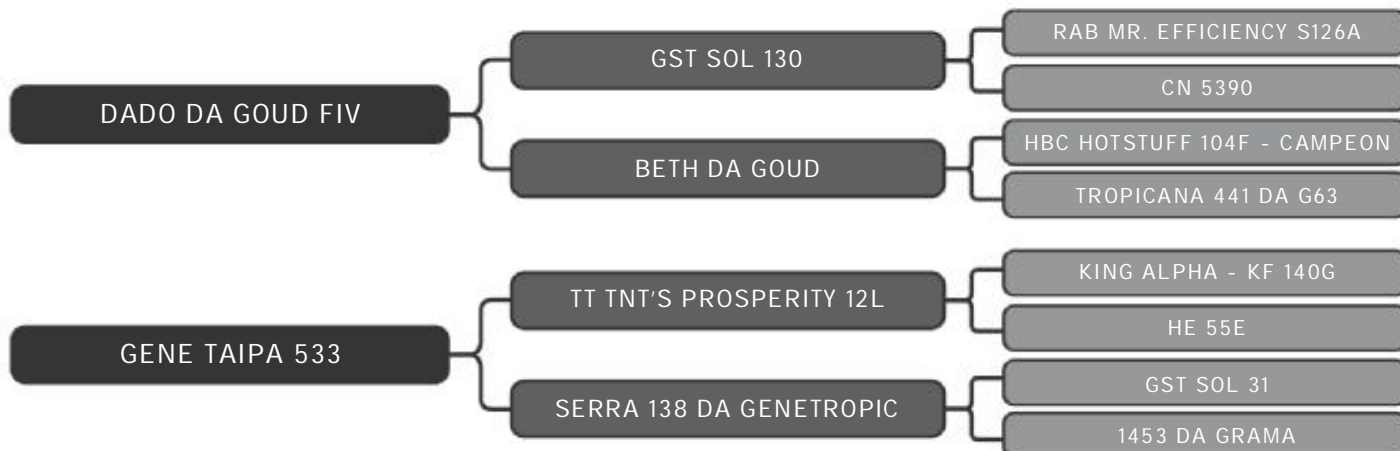 DADO DA GOUD FIV
GST SOL 130
BETH DA GOUD
RAB MR. EFFICIENCY S126A
CN 5390
HBC HOTSTUFF 104F - CAMPEON
TROPICANA 441 DA G63
GENE TAIPA 533
TT TNT'S PROSPERITY 12L
SERRA 138 DA GENETROPIC
KING ALPHA - KF 140G
HE 55E
GST SOL 31
1453 DA GRAMA